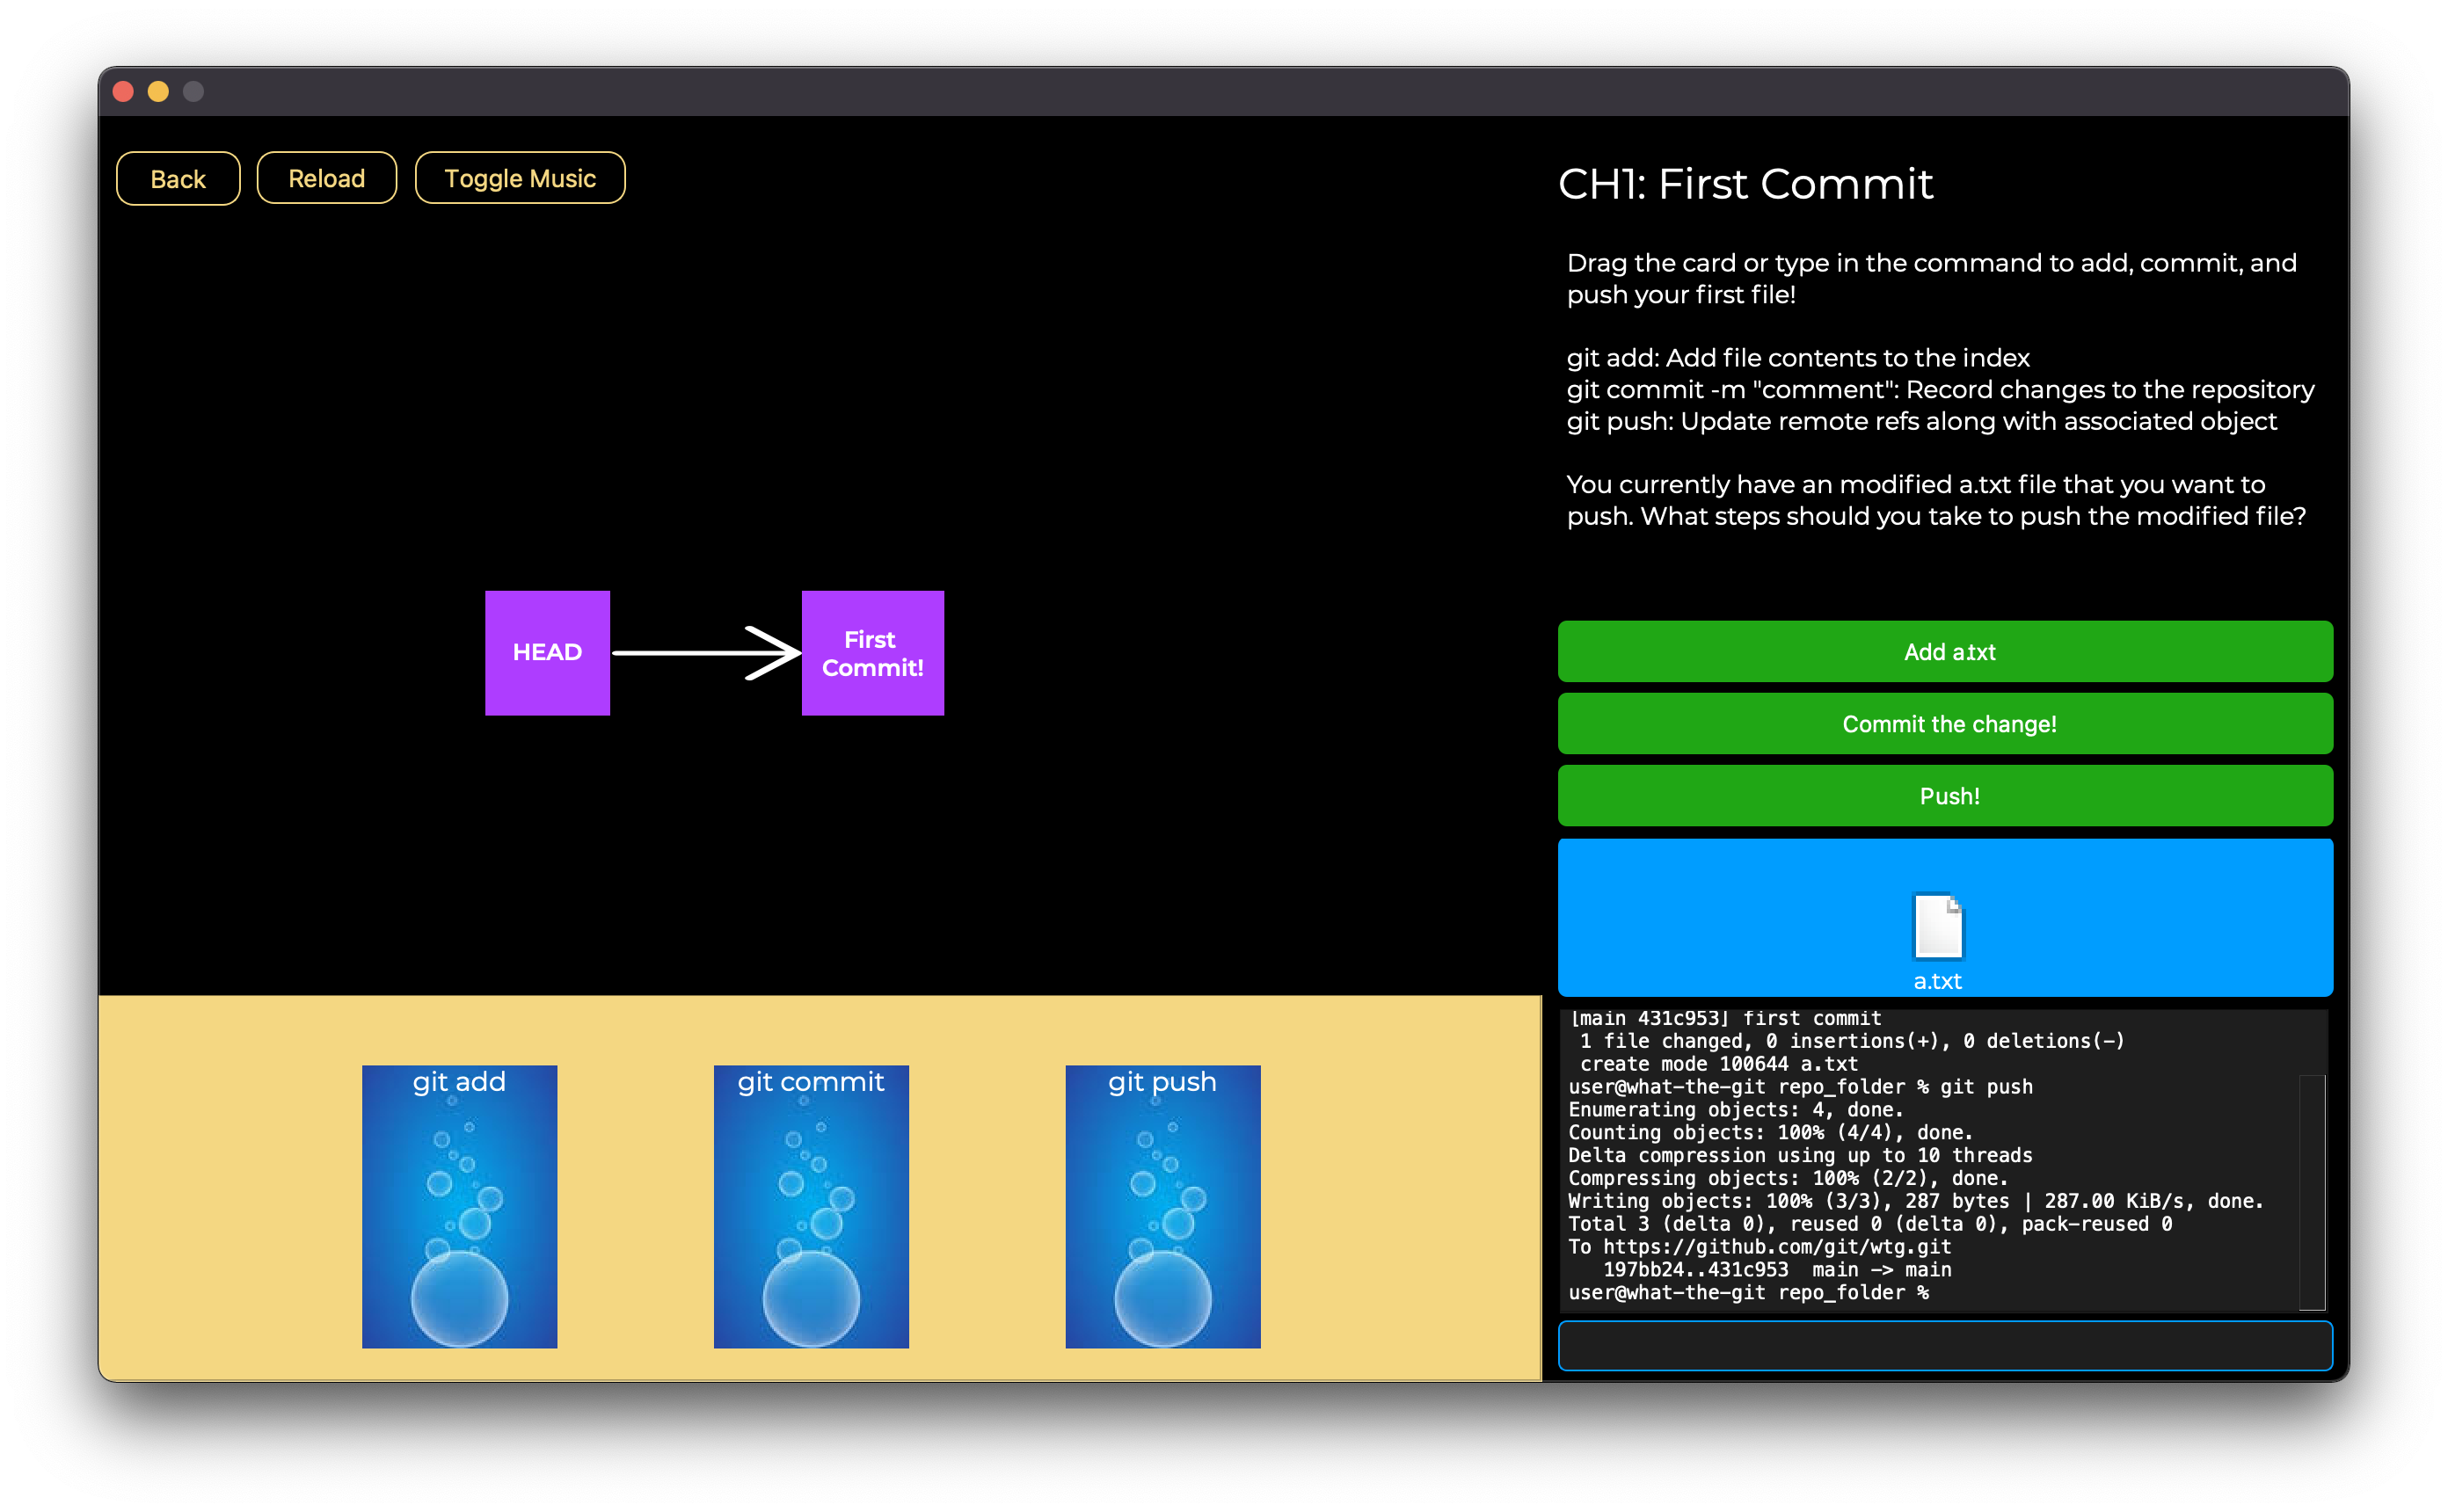 Back
Reload
Toggle Music
CH1: First Commit
Drag the card or type in the command to add, commit, and
push your first file!
git add: Add file contents to the index
git commit -m "comment": Record changes to the repository
git push: Update remote refs along with associated object
You currently have an modified a.txt file that you want to
push. What steps should you take to push the modified file?
HEAD
First
Commit!
Add a.txt
Commit the change!
Push!
a.txt
git add
git commit
git push
[main 431c953] first commit
1 file changed, 0 insertions(+), 0 deletions(-)
create mode 100644 a.txt
user@what-the-git repo_folder % git push
Enumerating objects: 4, done.
Counting objects: 100% (4/4), done.
Delta compression using up to 10 threads
Compressing objects: 100% (2/2), done.
Writing objects: 100% (3/3), 287 bytes | 287.00 KiB/s, done.
Total 3 (delta 0), reused 0 (delta 0), pack-reused 0
To https://github.com/git/wtg.git
197bb24..431c953  main -> main
user@what-the-git repo_folder %